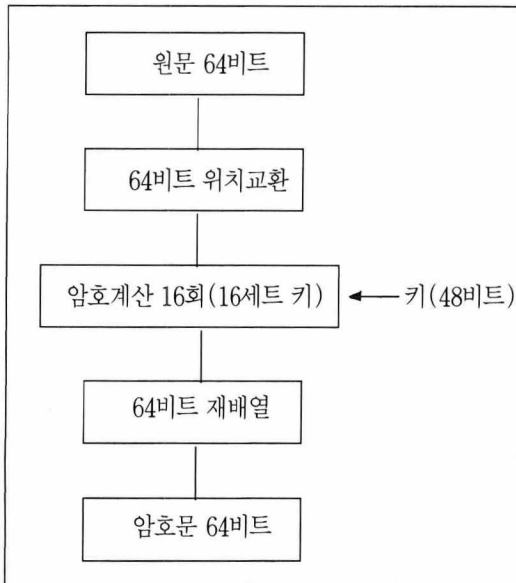 원문 64비트
64비트 위치교환
암호계산 16회(16세트 키) 키(48비트)
64비트 재배열
암호문 64비트